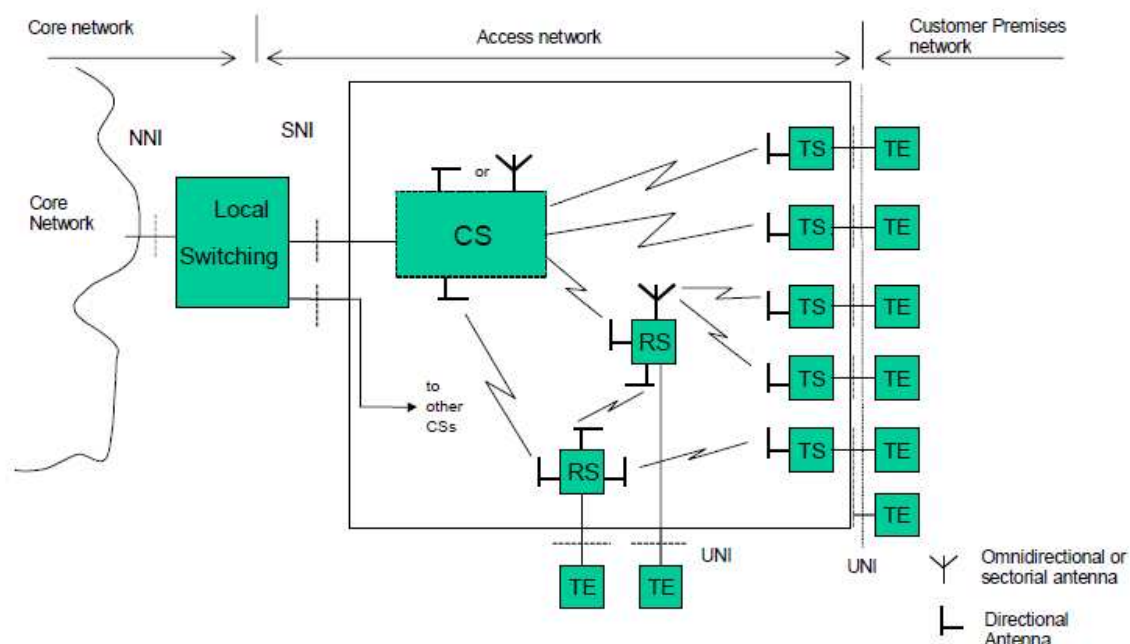 Core network
Access network
Customer Premises
network
NNI
SNI
Core
Network
Local
Switching
or
CS
RS
RS
to
other
CSs
TS
TE
TS
TE
TS
TE
TS
TE
TS
TE
TE
TE
TE
UNI
UNI
Omnidirectional or
sectorial antenna
Directional
Antenna